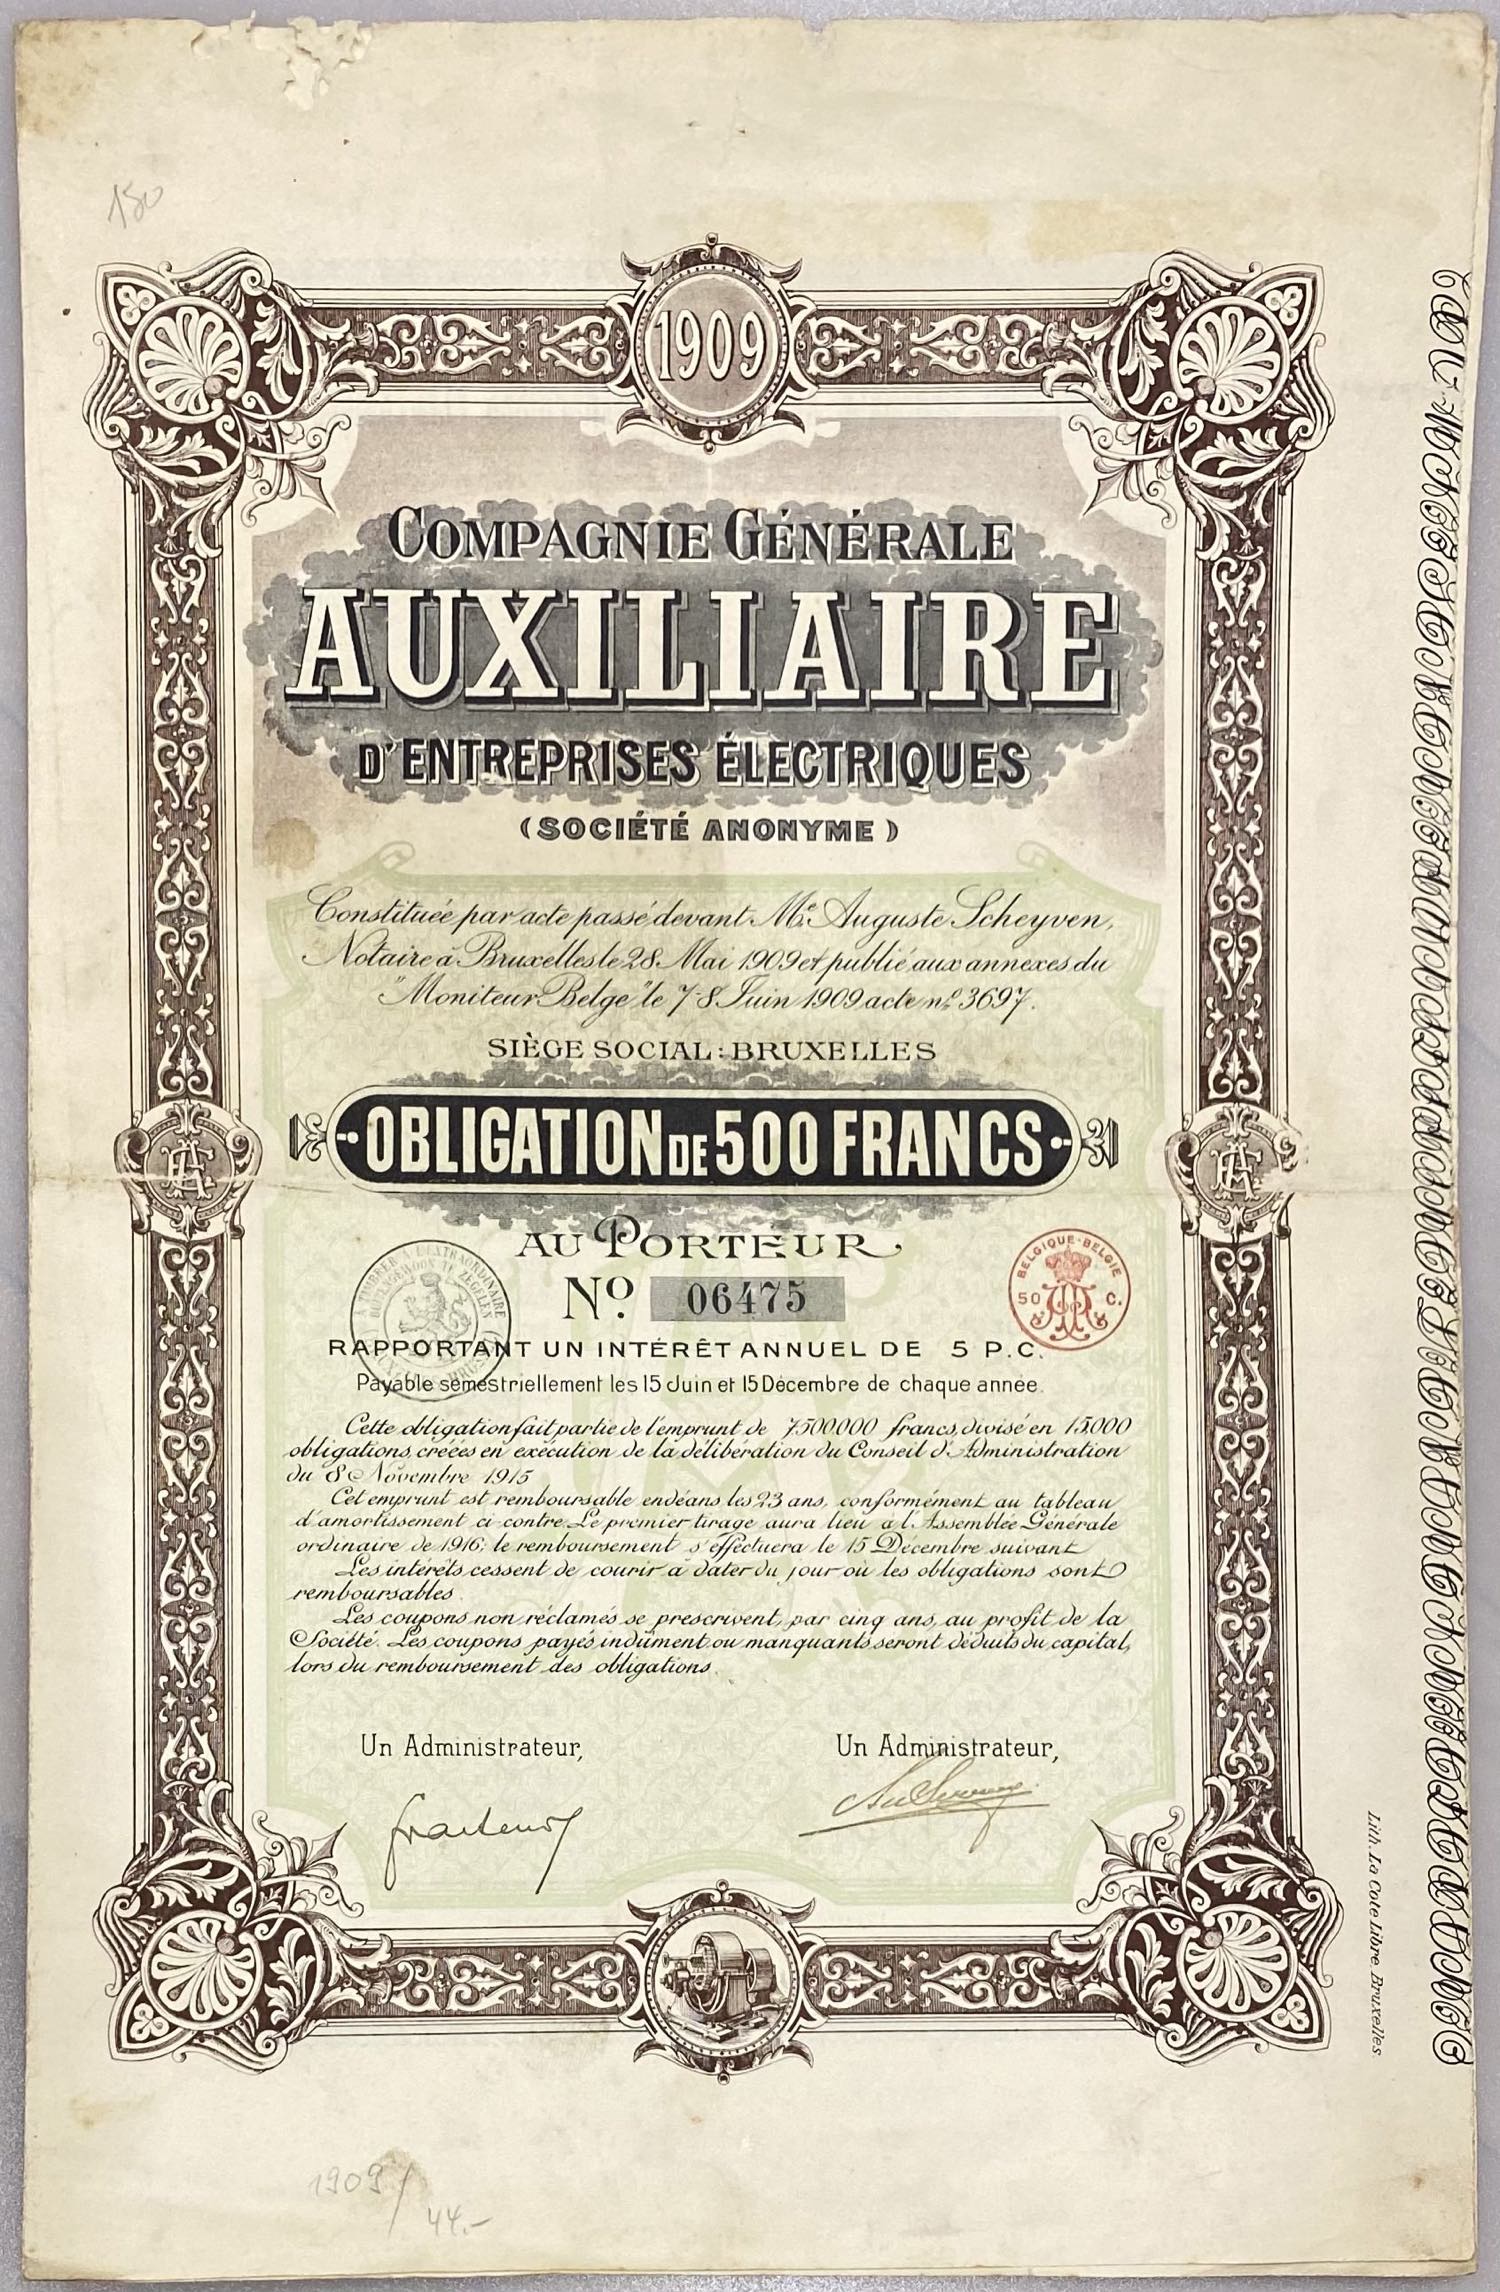 150
1909
COMPAGNIE GÉNÉRALE
AUXILIAIRE
D'ENTREPRISES ÉLECTRIQUES
(SOCIÉTÉ ANONYME)
Constituée par acte passé devant Me. Auguste Scheyven,
Notaire à Bruxelles le 28 Mai 1909 et publié aux annexes du
"Moniteur Belge" le 7-8 Juin 1909 acte no. 3697.
SIÈGE SOCIAL: BRUXELLES
OBLIGATION DE 500 FRANCS
AU PORTEUR
No. 06475
BELGIQUE-BELGIE
50 C.
RAPPORTANT UN INTÉRÊT ANNUEL DE 5 P.C.
Payable semestriellement les 15 Juin et 15 Décembre de chaque année.
Cette obligation fait partie de l'emprunt de 7500.000 francs, divisé en 15.000
obligations, créées en exécution de la délibération du Conseil d'Administration
du 8 Novembre 1915
Cet emprunt est remboursable endéans les 23 ans, conformément au tableau
d'amortissement ci-contre. Le premier tirage aura lieu à l'Assemblée Générale
ordinaire de 1916; le remboursement s'effectuera le 15 Décembre suivant
Les intérêts cessent de courir à dater du jour où les obligations sont
remboursables.
Les coupons non réclamés se prescrivent, par cinq ans, au profit de la
Société. Les coupons payés indûment ou manquants seront déduits du capital,
lors du remboursement des obligations.
Un Administrateur,
Un Administrateur,
Lith. La Cote Libre Bruxelles
1909/
44.-